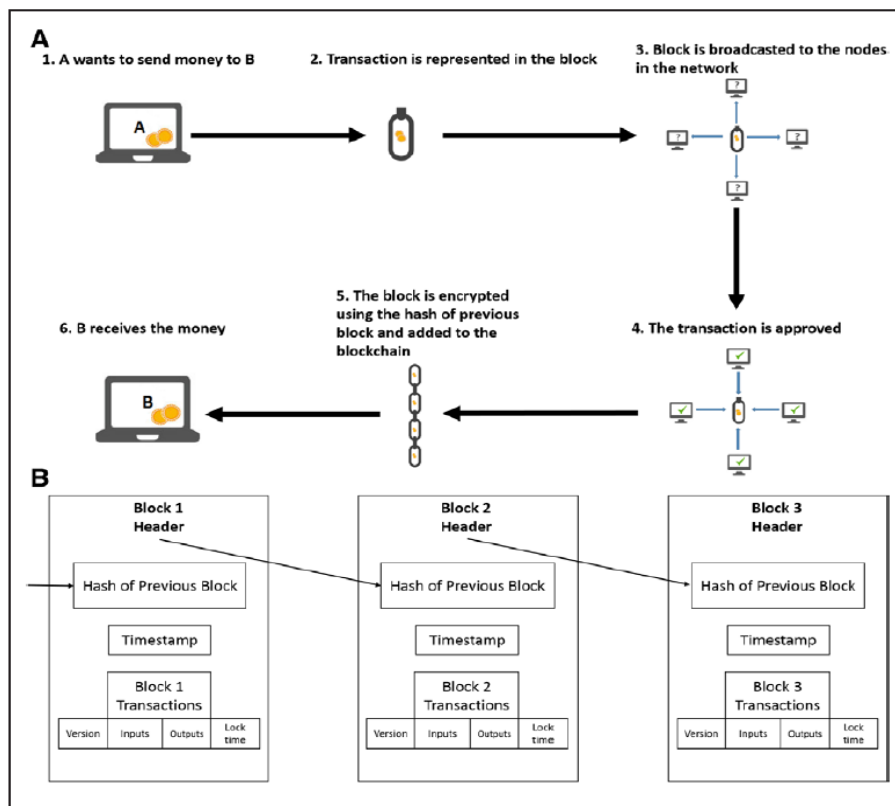 A
1. A wants to send money to B
2. Transaction is represented in the block
3. Block is broadcasted to the nodes
in the network
A
?
?
?
?
6. B receives the money
5. The block is encrypted
using the hash of previous
block and added to the
blockchain
4. The transaction is approved
B
B
Block 1
Header
Hash of Previous Block
Timestamp
Block 1
Transactions
Version
Inputs
Outputs
Lock
time
Block 2
Header
Hash of Previous Block
Timestamp
Block 2
Transactions
Version
Inputs
Outputs
Lock
time
Block 3
Header
Hash of Previous Block
Timestamp
Block 3
Transactions
Version
Inputs
Outputs
Lock
time